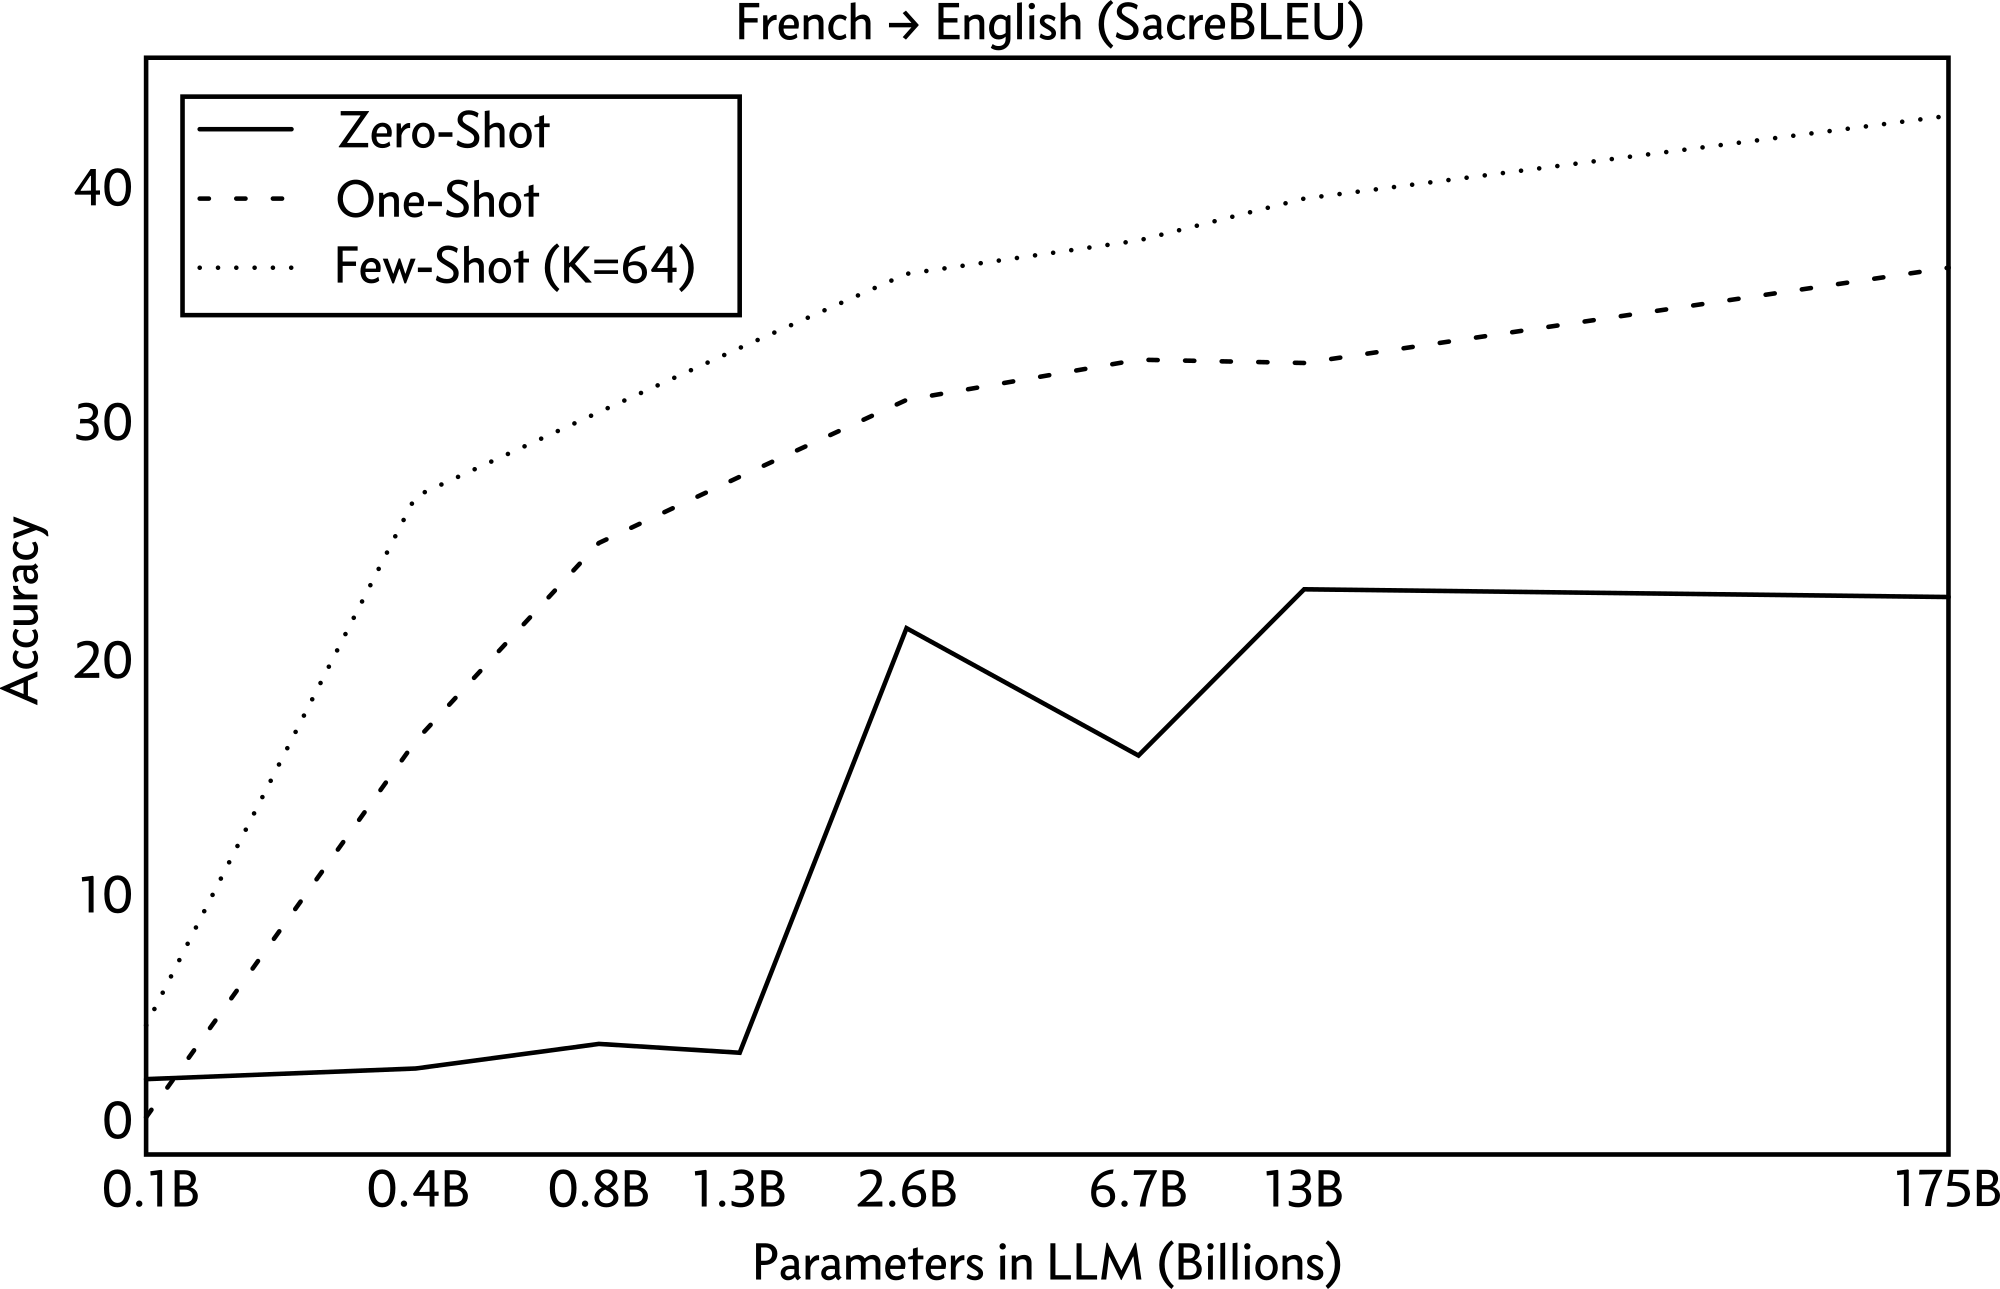 French → English (SacreBLEU)
Zero-Shot
One-Shot
Few-Shot (K=64)
Accuracy
40
30
20
10
0
0.1B 0.4B 0.8B 1.3B 2.6B 6.7B 13B 175B
Parameters in LLM (Billions)